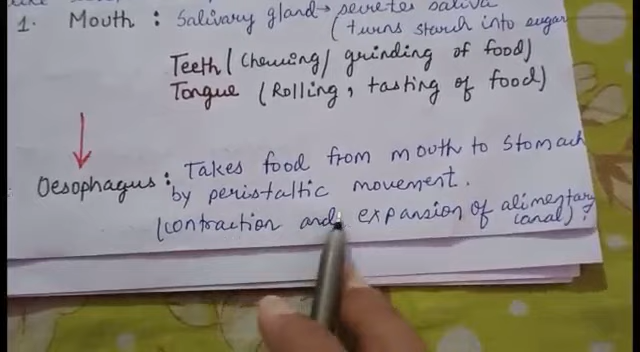 1. Mouth : Salivary gland→ secretes saliva
(turns starch into sugar
Teeth (Chewing/ grinding of food)
Tongue (Rolling, tasting of food)
Oesophagus : Takes food from mouth to stomach
by peristaltic movement.
(contraction and expansion of alimentary
canal).